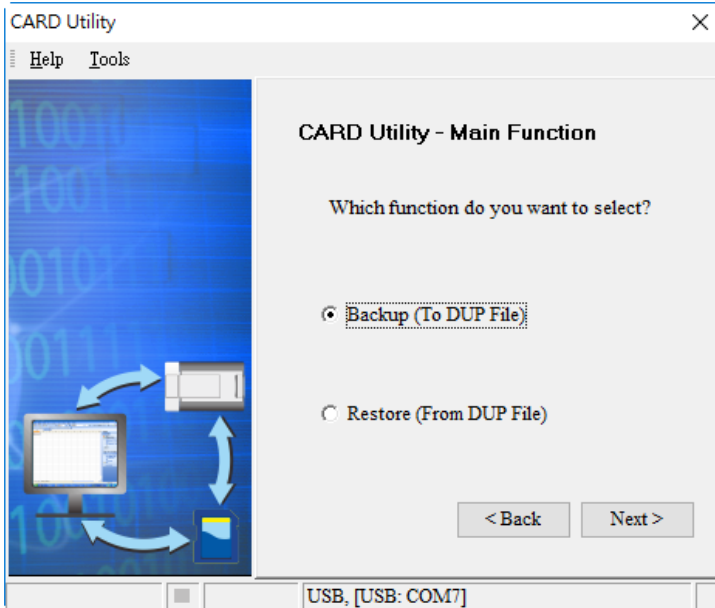 CARD Utility
Help Tools
CARD Utility - Main Function
Which function do you want to select?
Backup (To DUP File)
Restore (From DUP File)
< Back Next >
USB, [USB: COM7]